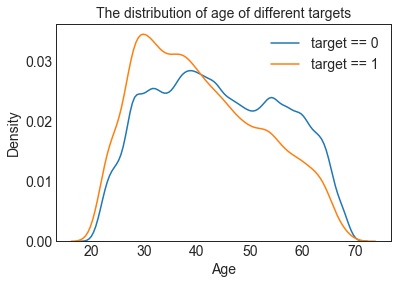 The distribution of age of different targets
target == 0
target == 1
0.03
0.02
0.01
0.00
Density
20 30 40 50 60 70
Age